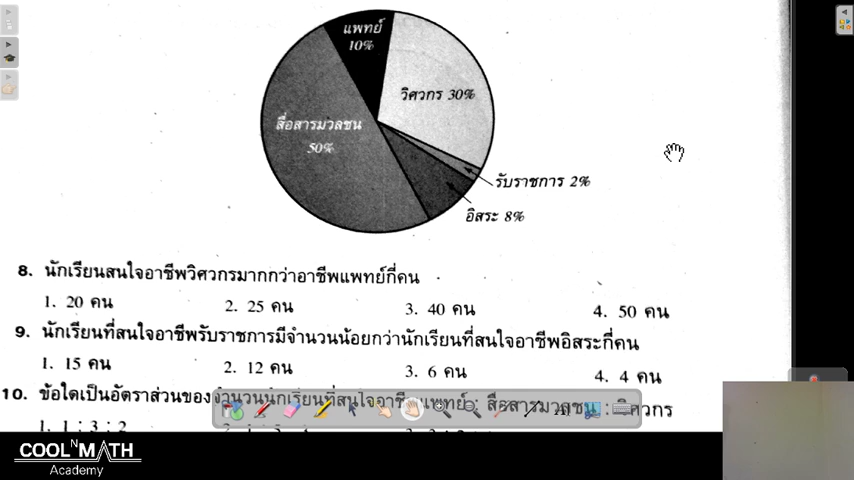 แพทย์
10%
วิศวกร 30%
สื่อสารมวลชน
50%
รับราชการ 2%
อิสระ 8%
8. นักเรียนสนใจอาชีพวิศวกรมากกว่าอาชีพแพทย์กี่คน
1. 20 คน 2. 25 คน 3. 40 คน 4. 50 คน
9. นักเรียนที่สนใจอาชีพรับราชการมีจำนวนน้อยกว่านักเรียนที่สนใจอาชีพอิสระกี่คน
1. 15 คน 2. 12 คน 3. 6 คน 4. 4 คน
10. ข้อใดเป็นอัตราส่วนของจำนวนนักเรียนที่สนใจอาชีพแพทย์ : สื่อสารมวลชน : วิศวกร
1. 1 : 3 : 2
COOL N MATH
Academy